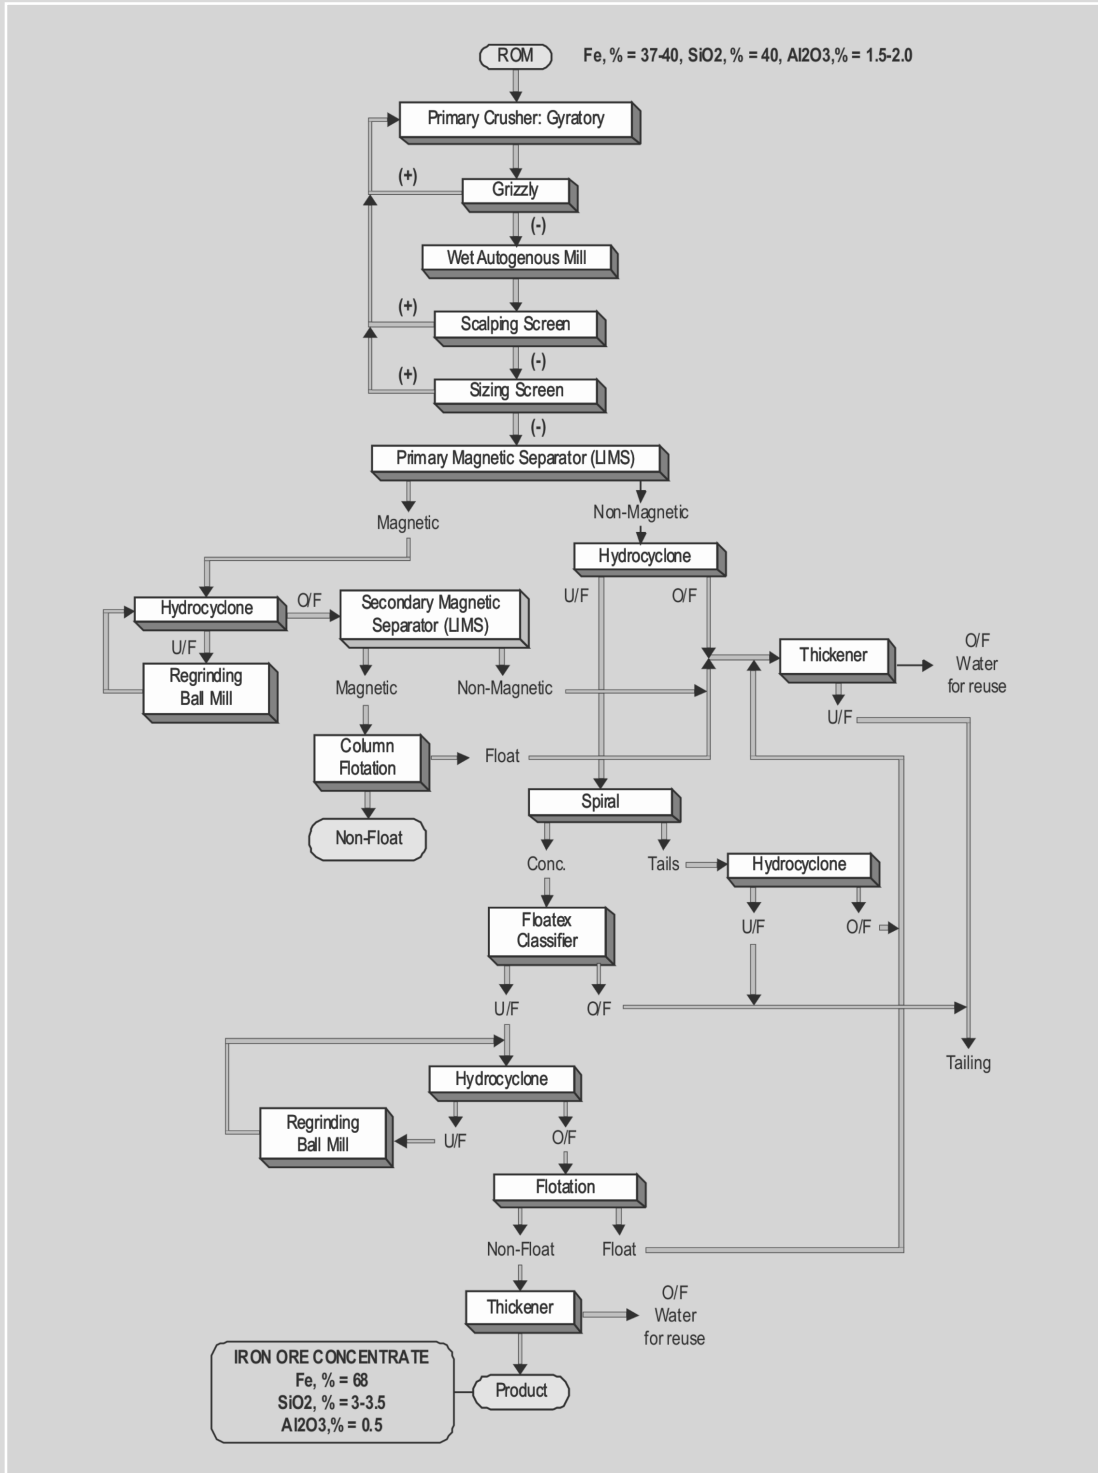 ROM
Fe, % = 37-40, SiO2, % = 40, Al2O3,% = 1.5-2.0
Primary Crusher: Gyratory
(+)
Grizzly
(-)
Wet Autogenous Mill
(+)
Scalping Screen
(-)
(+)
Sizing Screen
(-)
Primary Magnetic Separator (LIMS)
Magnetic
Non-Magnetic
Hydrocyclone
U/F
O/F
Hydrocyclone
O/F
U/F
Regrinding
Ball Mill
Secondary Magnetic
Separator (LIMS)
Magnetic
Non-Magnetic
Thickener
O/F
Water
for reuse
U/F
Column
Flotation
Float
Non-Float
Spiral
Conc.
Tails
Hydrocyclone
U/F
O/F
Floatex
Classifier
U/F
O/F
Tailing
Hydrocyclone
Regrinding
Ball Mill
U/F
O/F
Flotation
Non-Float
Float
Thickener
O/F
Water
for reuse
IRON ORE CONCENTRATE
Fe, % = 68
SiO2, % = 3-3.5
Al2O3,% = 0.5
Product